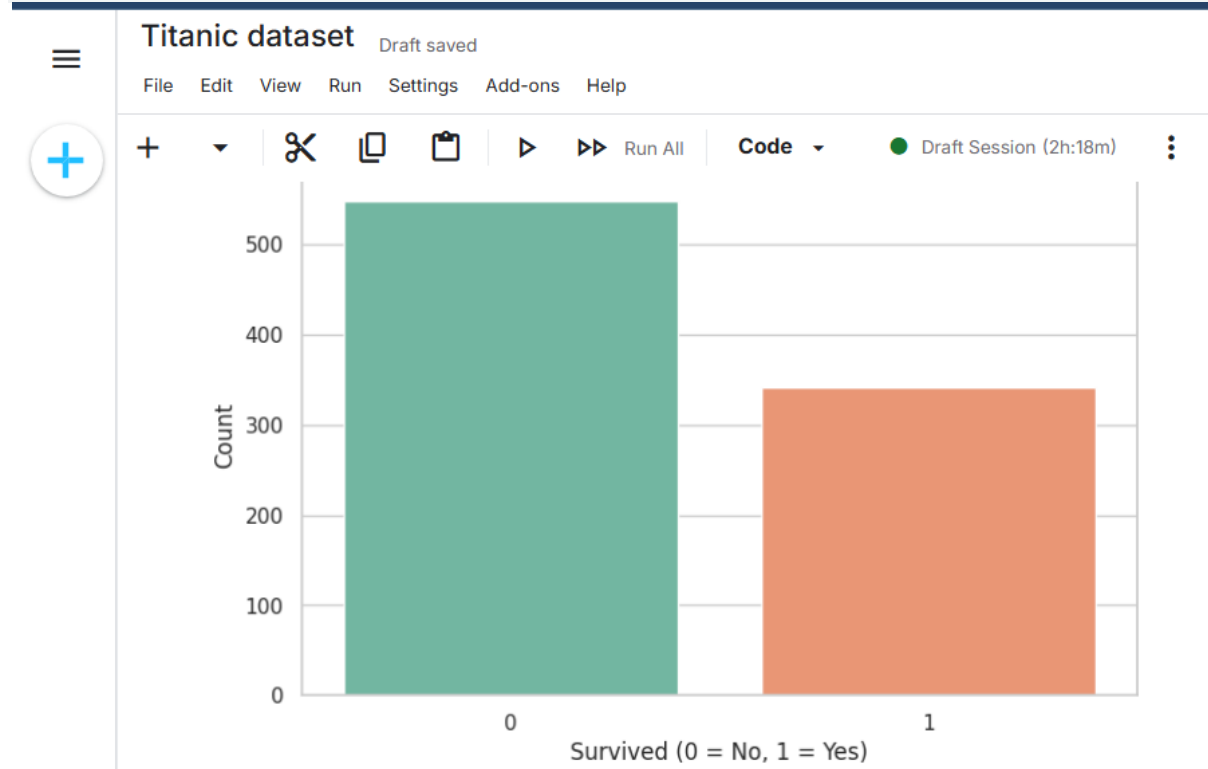 Titanic dataset Draft saved
File Edit View Run Settings Add-ons Help
Run All Code Draft Session (2h:18m)
500
400
300
200
100
0
Count
0 1
Survived (0 = No, 1 = Yes)